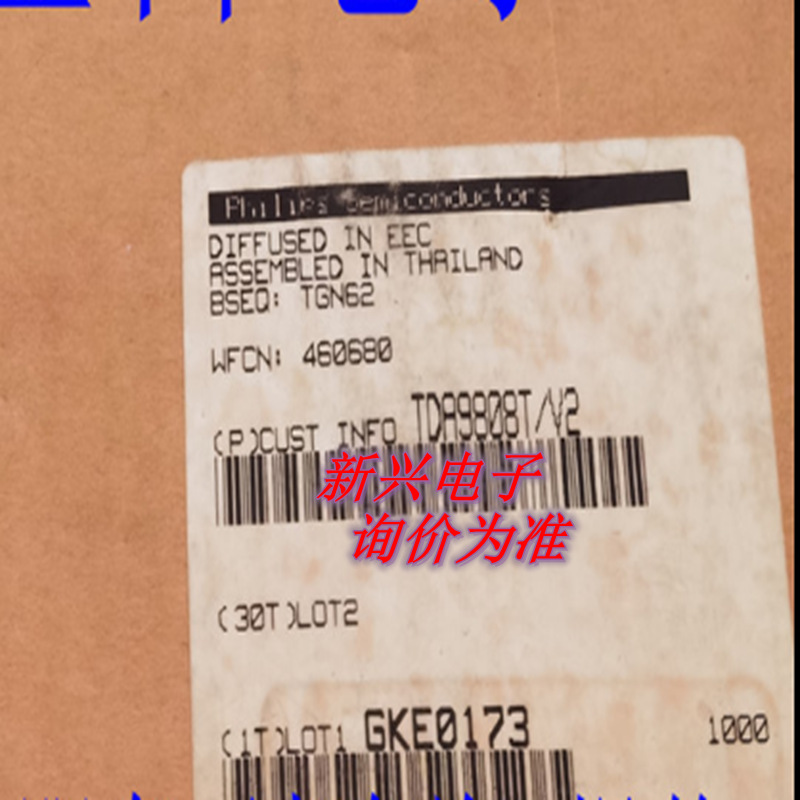 Philips Semiconductors
DIFFUSED IN EEC
ASSEMBLED IN THAILAND
BSEQ: TGN62
WFCN: 460680
(P)CUST INFO TDA9808T/V2
新兴电子
询价为准
(30T)LOT2
(1T)LOT1 GKE0173 1000